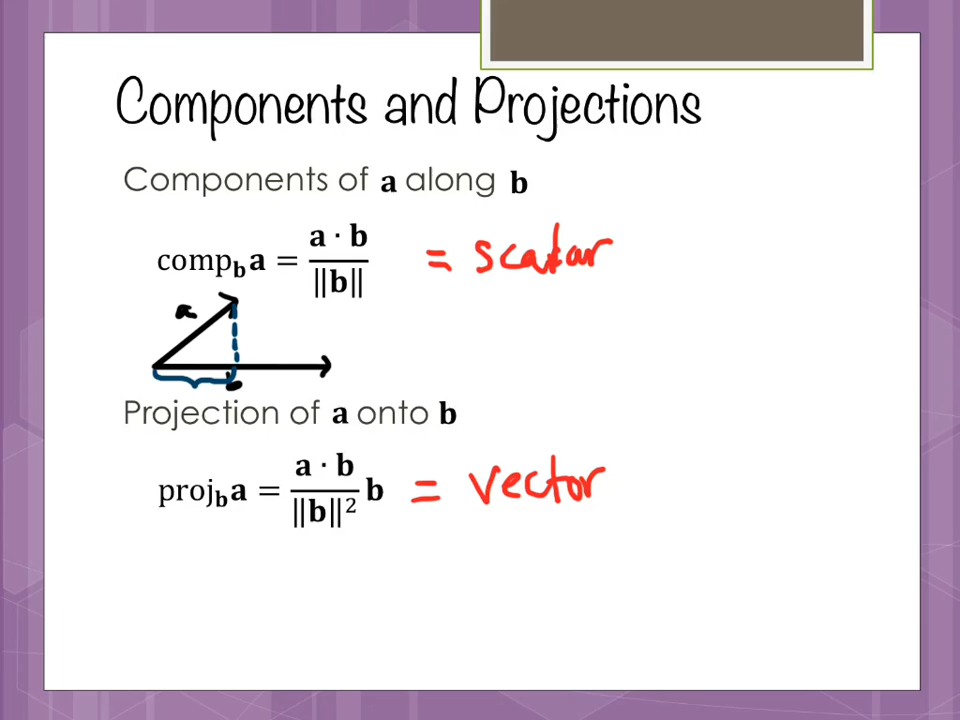 Components and Projections
Components of a along b
comp_b a = (a · b) / ‖b‖ = scalar
a
Projection of a onto b
proj_b a = (a · b) / ‖b‖² b = vector